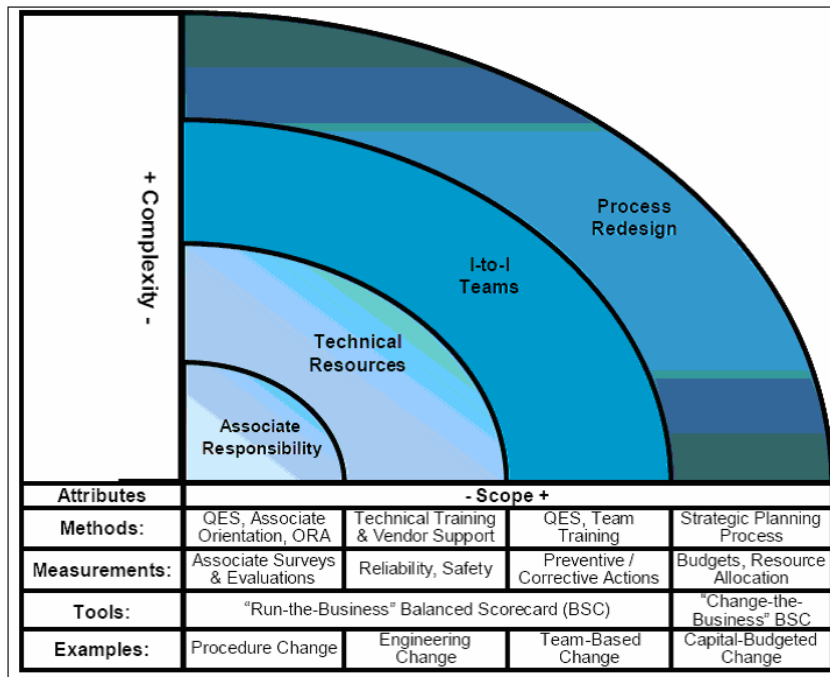 + Complexity -
Process
Redesign
I-to-I
Teams
Technical
Resources
Associate
Responsibility
Attributes
- Scope +
Methods:
QES, Associate
Orientation, ORA
Technical Training
& Vendor Support
QES, Team
Training
Strategic Planning
Process
Measurements:
Associate Surveys
& Evaluations
Reliability, Safety
Preventive /
Corrective Actions
Budgets, Resource
Allocation
Tools:
“Run-the-Business” Balanced Scorecard (BSC)
“Change-the-
Business” BSC
Examples:
Procedure Change
Engineering
Change
Team-Based
Change
Capital-Budgeted
Change